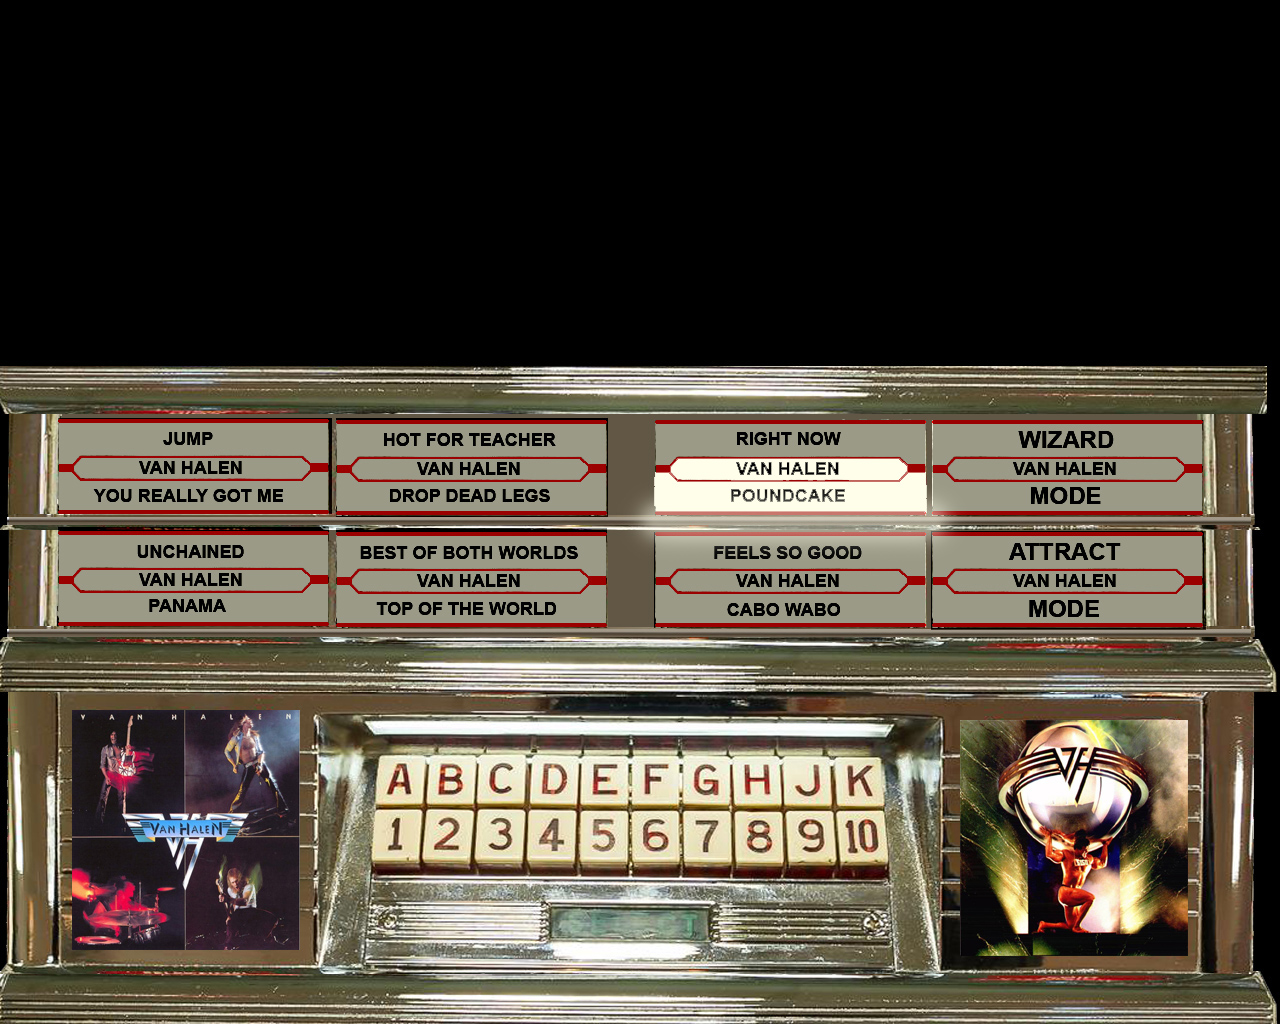 JUMP
VAN HALEN
YOU REALLY GOT ME
HOT FOR TEACHER
VAN HALEN
DROP DEAD LEGS
RIGHT NOW
VAN HALEN
POUNDCAKE
WIZARD
VAN HALEN
MODE
UNCHAINED
VAN HALEN
PANAMA
BEST OF BOTH WORLDS
VAN HALEN
TOP OF THE WORLD
FEELS SO GOOD
VAN HALEN
CABO WABO
ATTRACT
VAN HALEN
MODE
VAN HALEN
VAN HALEN
VH
A B C D E F G H J K
1 2 3 4 5 6 7 8 9 10